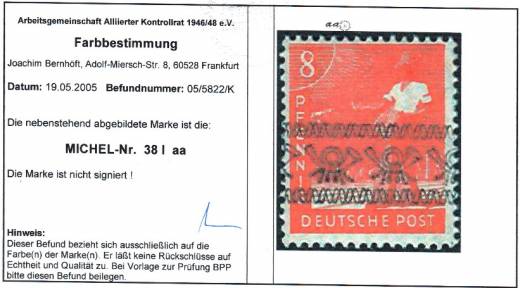 Arbeitsgemeinschaft Alliierter Kontrollrat 1946/48 e.V.
Farbbestimmung
Joachim Bernhöft, Adolf-Miersch-Str. 8, 60528 Frankfurt
Datum: 19.05.2005 Befundnummer: 05/5822/K
Die nebenstehend abgebildete Marke ist die:
MICHEL-Nr. 38 I aa
Die Marke ist nicht signiert !
Hinweis:
Dieser Befund bezieht sich ausschließlich auf die
Farbe(n) der Marke(n). Er läßt keine Rückschlüsse auf
Echtheit und Qualität zu. Bei Vorlage zur Prüfung BPP
bitte diesen Befund beilegen.
aa
8
PFENNIG
DEUTSCHE POST